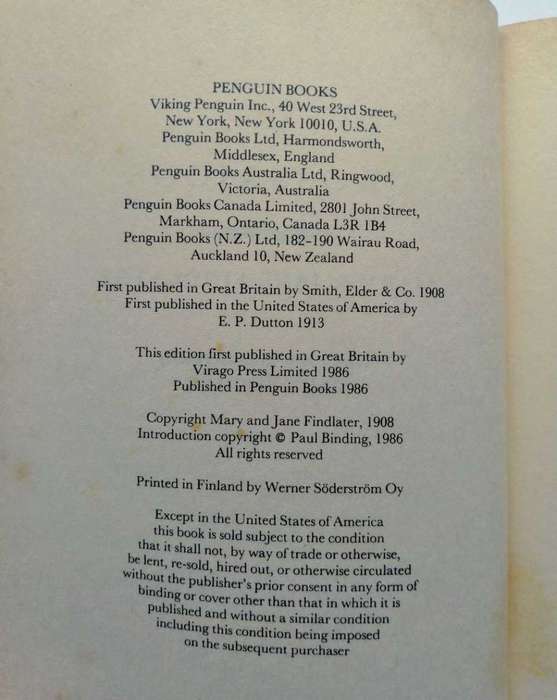 PENGUIN BOOKS
Viking Penguin Inc., 40 West 23rd Street,
New York, New York 10010, U.S.A.
Penguin Books Ltd, Harmondsworth,
Middlesex, England
Penguin Books Australia Ltd, Ringwood,
Victoria, Australia
Penguin Books Canada Limited, 2801 John Street,
Markham, Ontario, Canada L3R 1B4
Penguin Books (N.Z.) Ltd, 182–190 Wairau Road,
Auckland 10, New Zealand
First published in Great Britain by Smith, Elder & Co. 1908
First published in the United States of America by
E. P. Dutton 1913
This edition first published in Great Britain by
Virago Press Limited 1986
Published in Penguin Books 1986
Copyright Mary and Jane Findlater, 1908
Introduction copyright © Paul Binding, 1986
All rights reserved
Printed in Finland by Werner Söderström Oy
Except in the United States of America
this book is sold subject to the condition
that it shall not, by way of trade or otherwise,
be lent, re-sold, hired out, or otherwise circulated
without the publisher's prior consent in any form of
binding or cover other than that in which it is
published and without a similar condition
including this condition being imposed
on the subsequent purchaser